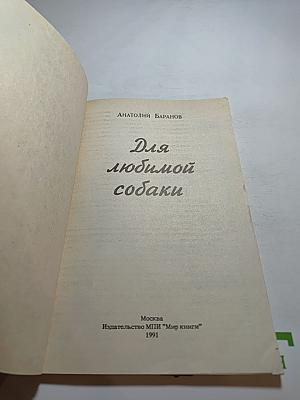 Анатолий Баранов
Для
любимой
собаки
Москва
Издательство МПИ "Мир книги"
1991